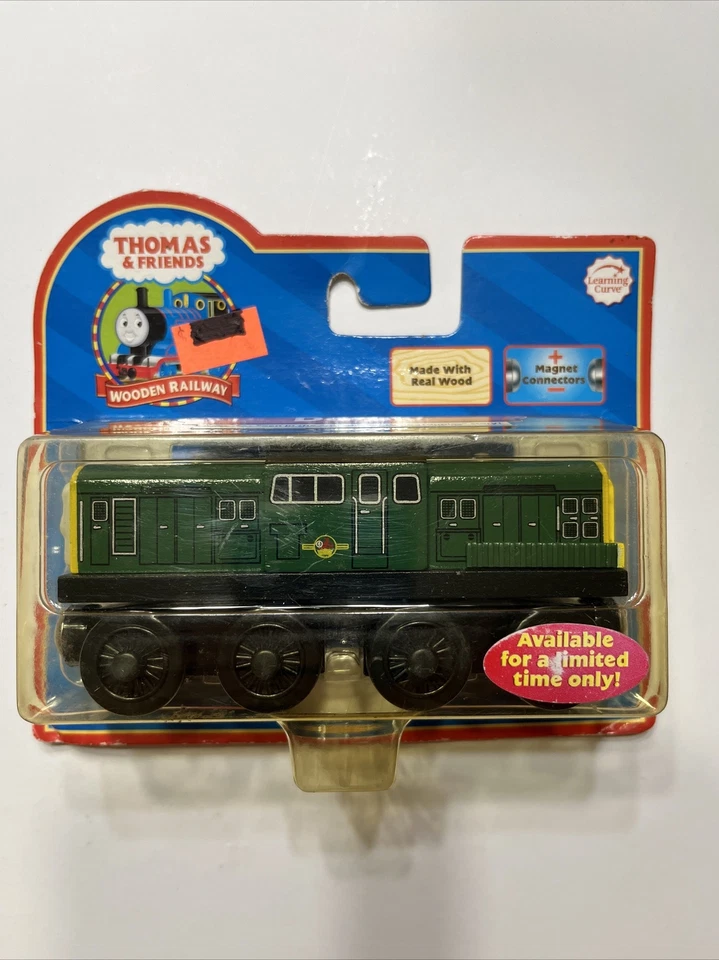 THOMAS
& FRIENDS
WOODEN RAILWAY
Learning
Curve
Made With
Real Wood
Magnet
Connectors
Available
for a limited
time only!